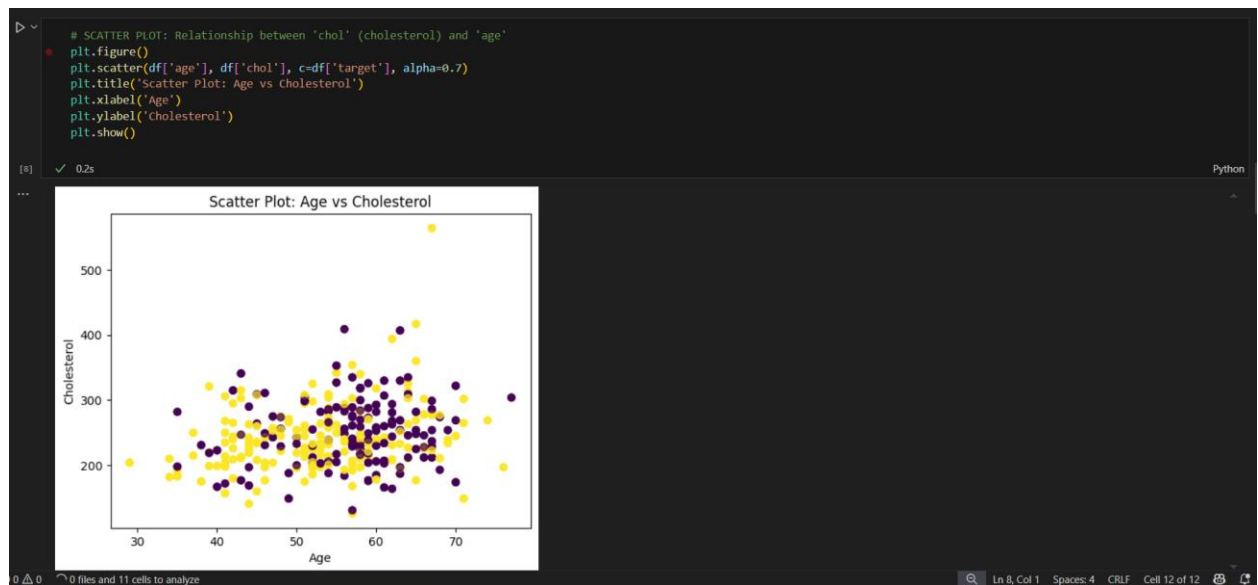 # SCATTER PLOT: Relationship between 'chol' (cholesterol) and 'age'
plt.figure()
plt.scatter(df['age'], df['chol'], c=df['target'], alpha=0.7)
plt.title('Scatter Plot: Age vs Cholesterol')
plt.xlabel('Age')
plt.ylabel('Cholesterol')
plt.show()
[8] ✓ 0.2s Python
...
Scatter Plot: Age vs Cholesterol
500
400
Cholesterol
300
200
30 40 50 60 70
Age
0 0 0 files and 11 cells to analyze Ln 8, Col 1 Spaces: 4 CRLF Cell 12 of 12